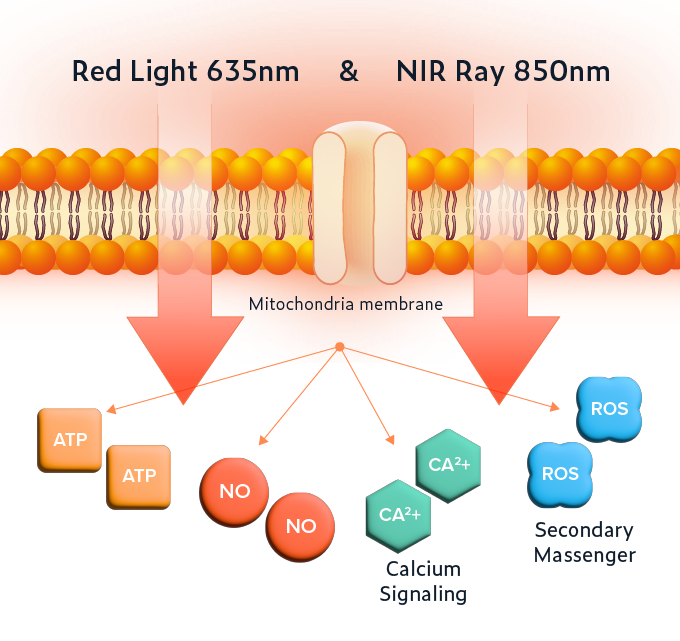 Red Light 635nm & NIR Ray 850nm
Mitochondria membrane
ATP
ATP
NO
NO
CA²+
CA²+
Calcium
Signaling
ROS
ROS
Secondary
Massenger